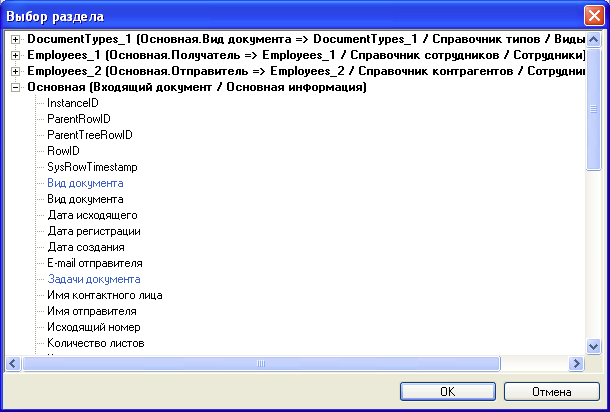 Выбор раздела
DocumentTypes_1 (Основная.Вид документа => DocumentTypes_1 / Справочник типов / Виды
Employees_1 (Основная.Получатель => Employees_1 / Справочник сотрудников / Сотрудники)
Employees_2 (Основная.Отправитель => Employees_2 / Справочник контрагентов / Сотрудни
Основная (Входящий документ / Основная информация)
InstanceID
ParentRowID
ParentTreeRowID
RowID
SysRowTimestamp
Вид документа
Вид документа
Дата исходящего
Дата регистрации
Дата создания
E-mail отправителя
Задачи документа
Имя контактного лица
Имя отправителя
Исходящий номер
Количество листов
OK
Отмена